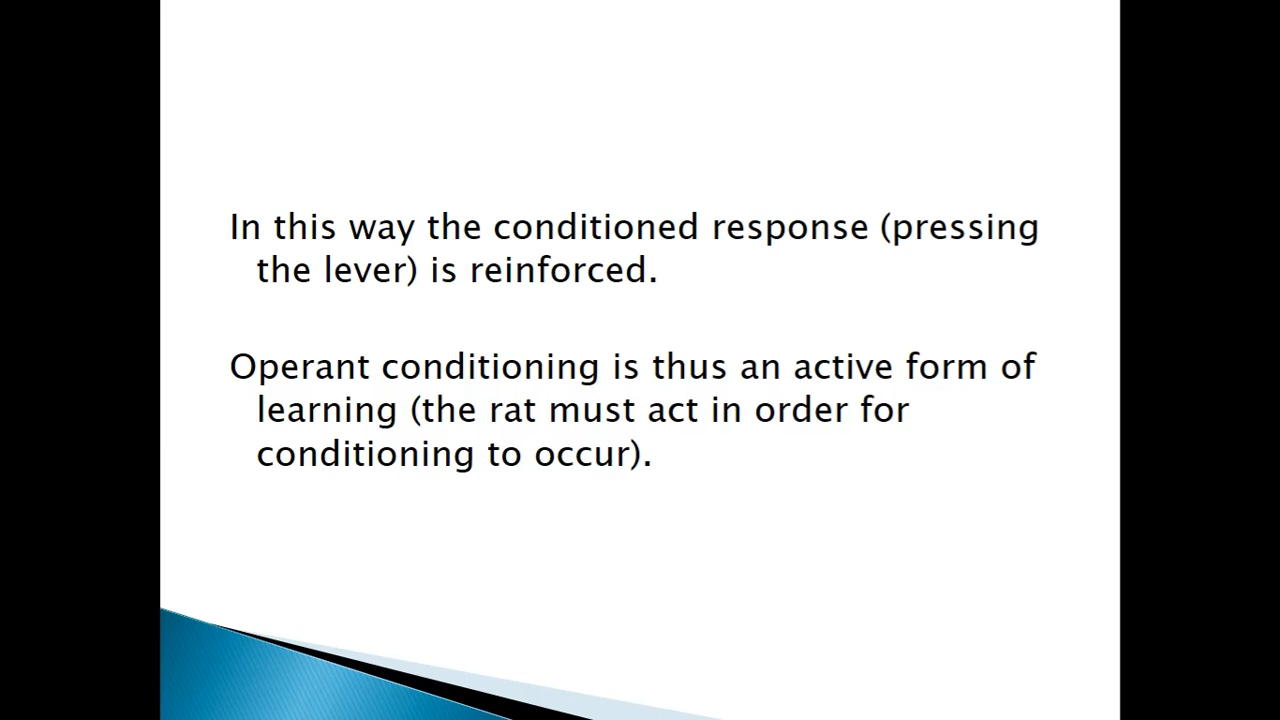 In this way the conditioned response (pressing
the lever) is reinforced.
Operant conditioning is thus an active form of
learning (the rat must act in order for
conditioning to occur).